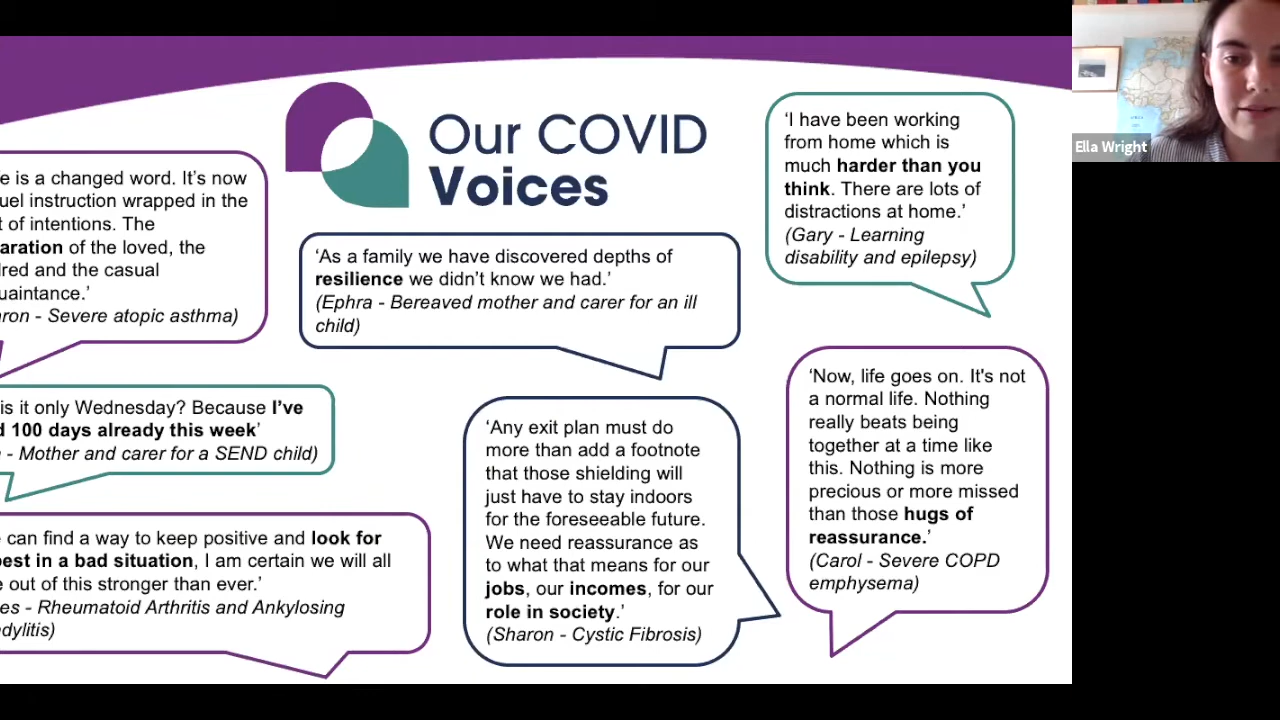 Our COVID
Voices
e is a changed word. It's now
uel instruction wrapped in the
t of intentions. The
aration of the loved, the
dred and the casual
uaintance.'
ron - Severe atopic asthma)
'As a family we have discovered depths of
resilience we didn't know we had.'
(Ephra - Bereaved mother and carer for an ill
child)
'I have been working
from home which is
much harder than you
think. There are lots of
distractions at home.'
(Gary - Learning
disability and epilepsy)
Ella Wright
is it only Wednesday? Because I've
d 100 days already this week'
- Mother and carer for a SEND child)
'Any exit plan must do
more than add a footnote
that those shielding will
just have to stay indoors
for the foreseeable future.
We need reassurance as
to what that means for our
jobs, our incomes, for our
role in society.'
(Sharon - Cystic Fibrosis)
'Now, life goes on. It's not
a normal life. Nothing
really beats being
together at a time like
this. Nothing is more
precious or more missed
than those hugs of
reassurance.'
(Carol - Severe COPD
emphysema)
can find a way to keep positive and look for
best in a bad situation, I am certain we will all
e out of this stronger than ever.'
es - Rheumatoid Arthritis and Ankylosing
dylitis)